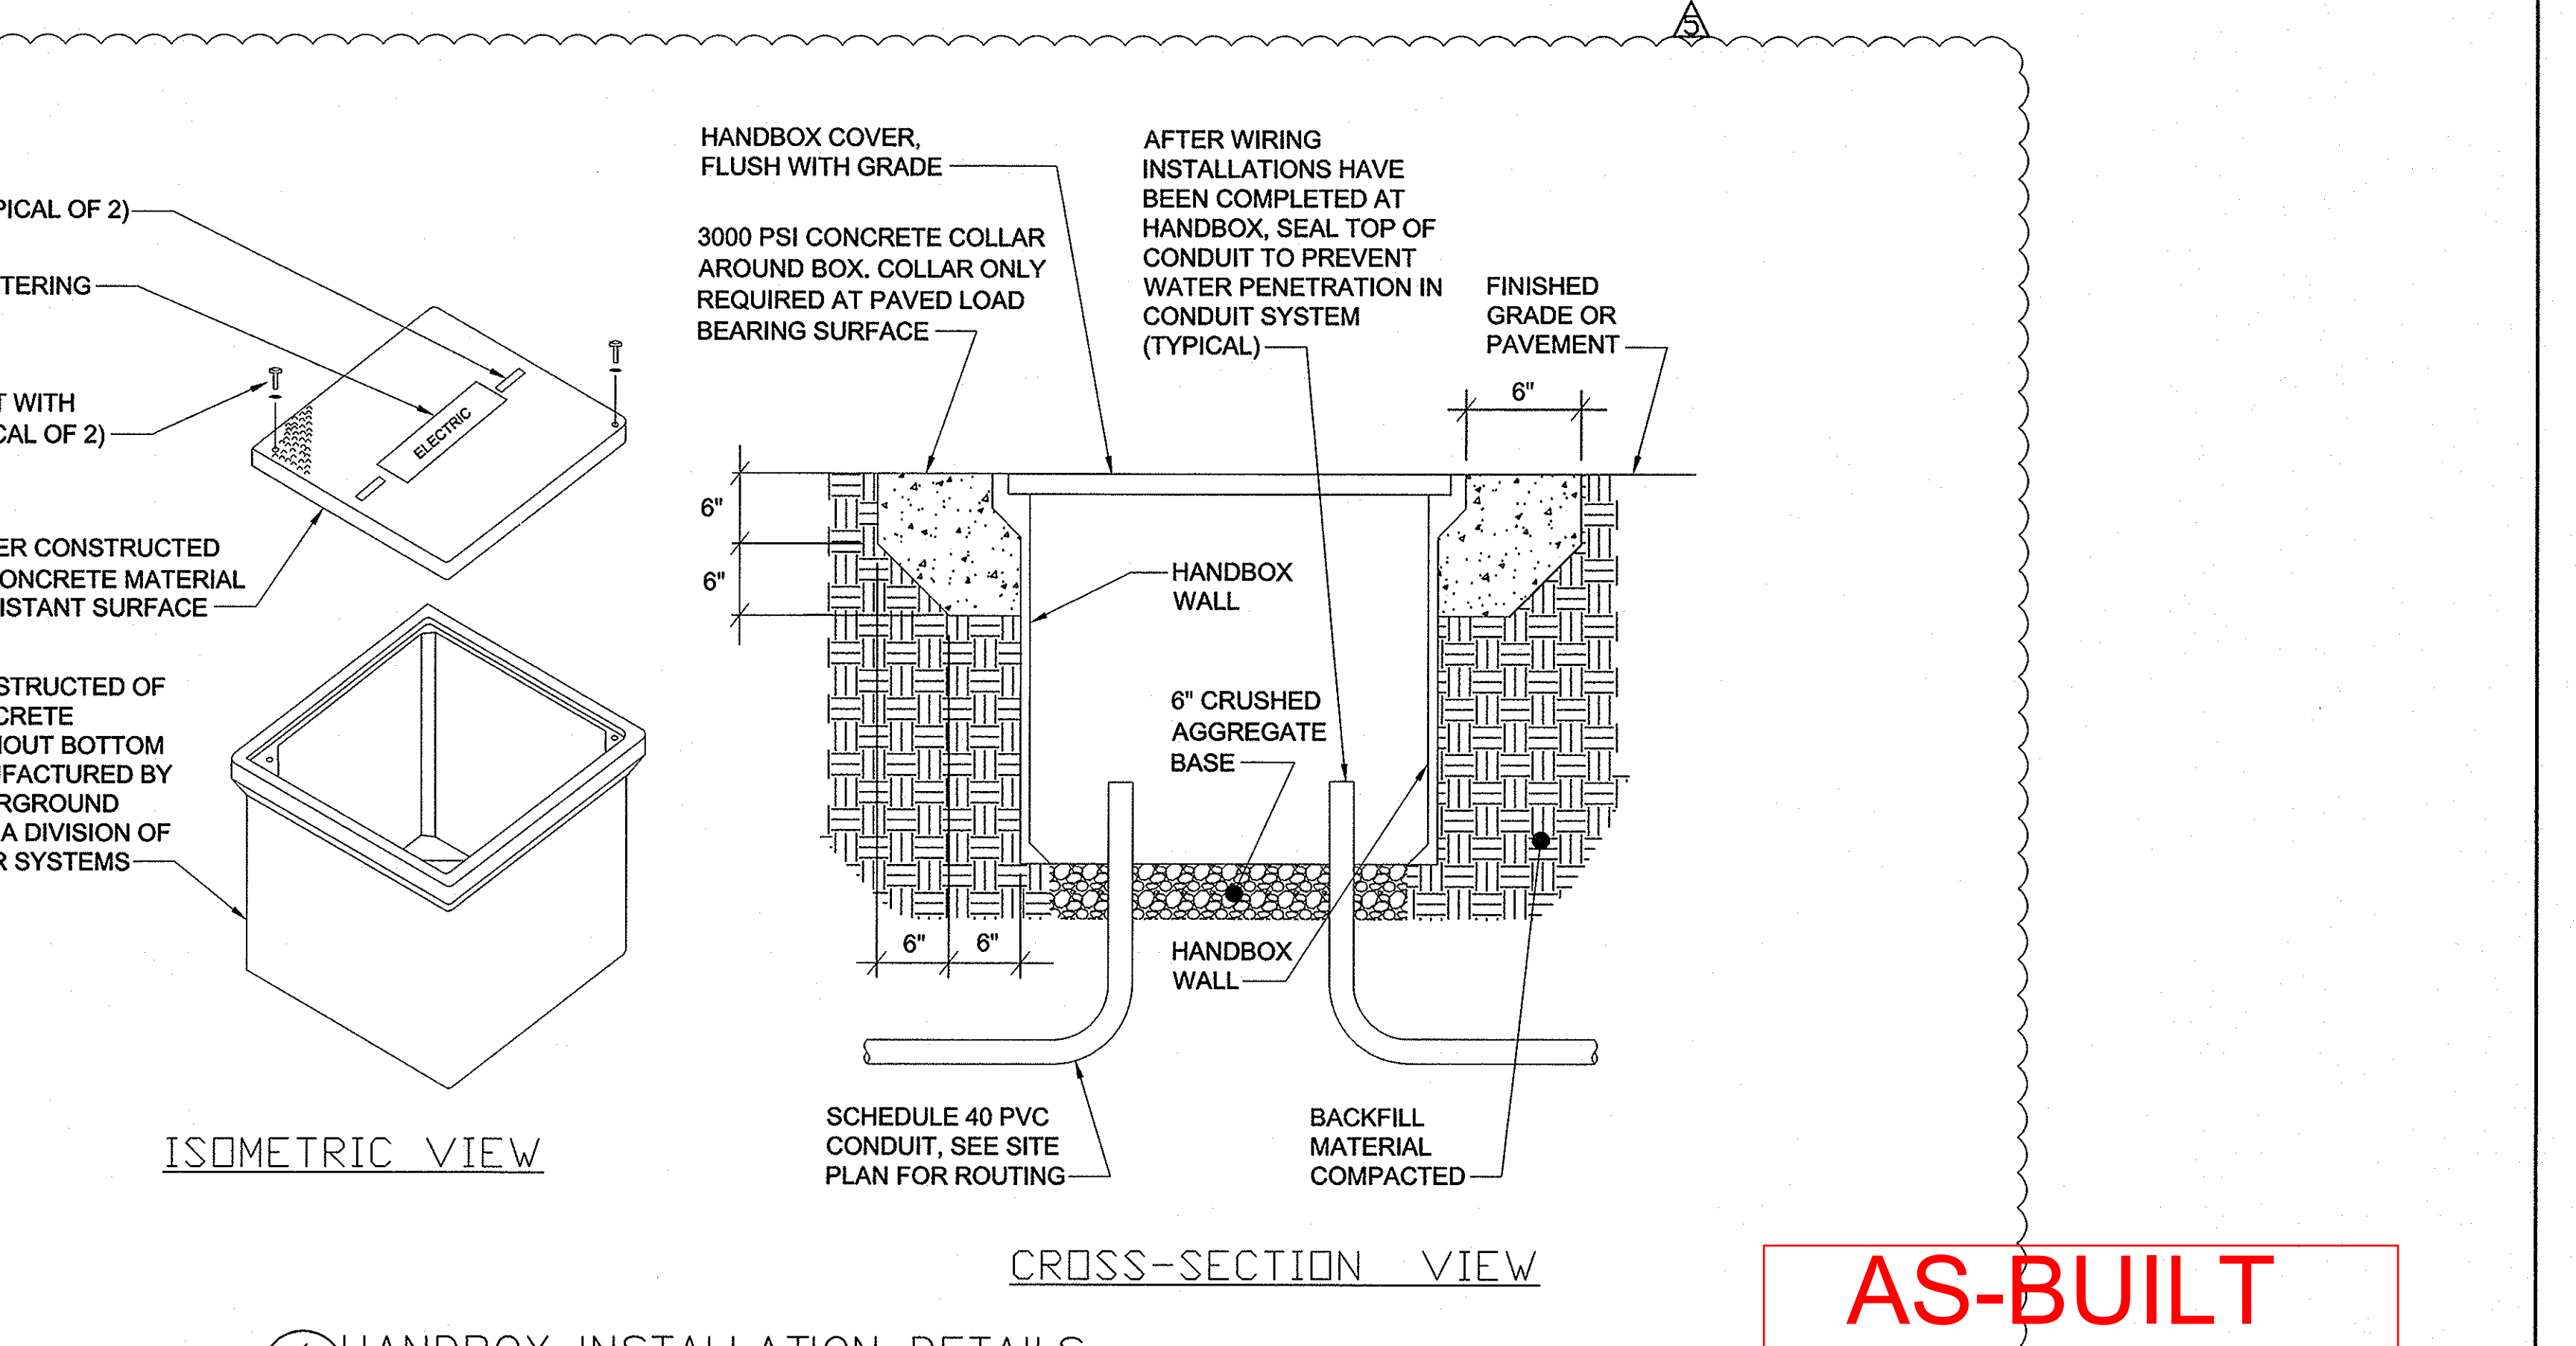 5
PICAL OF 2)
TERING
T WITH
CAL OF 2)
ELECTRIC
ER CONSTRUCTED
ONCRETE MATERIAL
ISTANT SURFACE
STRUCTED OF
CRETE
HOUT BOTTOM
UFACTURED BY
RGROUND
A DIVISION OF
R SYSTEMS
ISOMETRIC VIEW
HANDBOX COVER,
FLUSH WITH GRADE
3000 PSI CONCRETE COLLAR
AROUND BOX. COLLAR ONLY
REQUIRED AT PAVED LOAD
BEARING SURFACE
AFTER WIRING
INSTALLATIONS HAVE
BEEN COMPLETED AT
HANDBOX, SEAL TOP OF
CONDUIT TO PREVENT
WATER PENETRATION IN
CONDUIT SYSTEM
(TYPICAL)
FINISHED
GRADE OR
PAVEMENT
6"
6"
6"
HANDBOX
WALL
6" CRUSHED
AGGREGATE
BASE
6"
6"
HANDBOX
WALL
SCHEDULE 40 PVC
CONDUIT, SEE SITE
PLAN FOR ROUTING
BACKFILL
MATERIAL
COMPACTED
CROSS-SECTION VIEW
HANDBOX INSTALLATION DETAILS
AS-BUILT